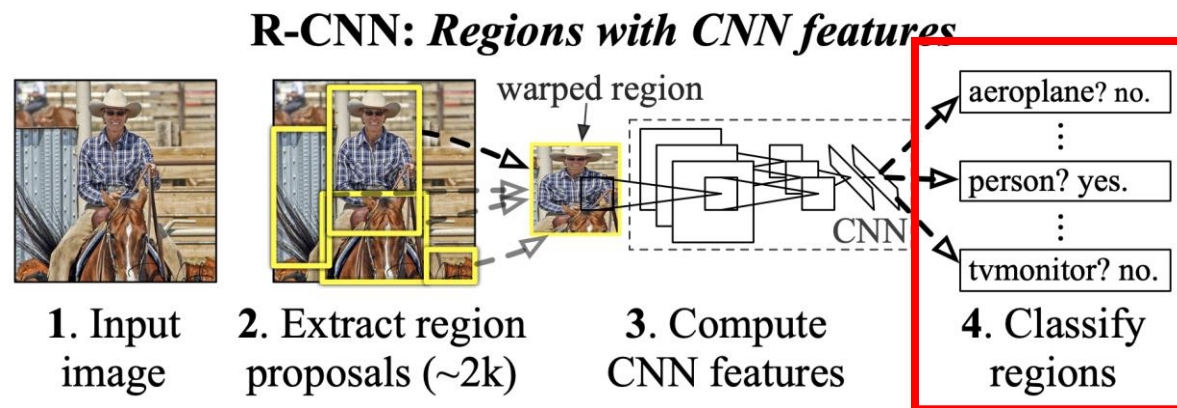 R-CNN: Regions with CNN features
warped region
aeroplane? no.
person? yes.
tvmonitor? no.
CNN
1. Input
image
2. Extract region
proposals (~2k)
3. Compute
CNN features
4. Classify
regions